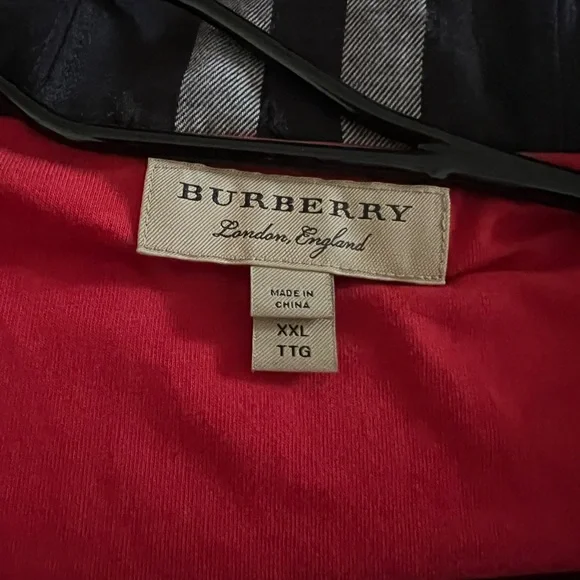 BURBERRY
London, England
MADE IN
CHINA
XXL
TTG